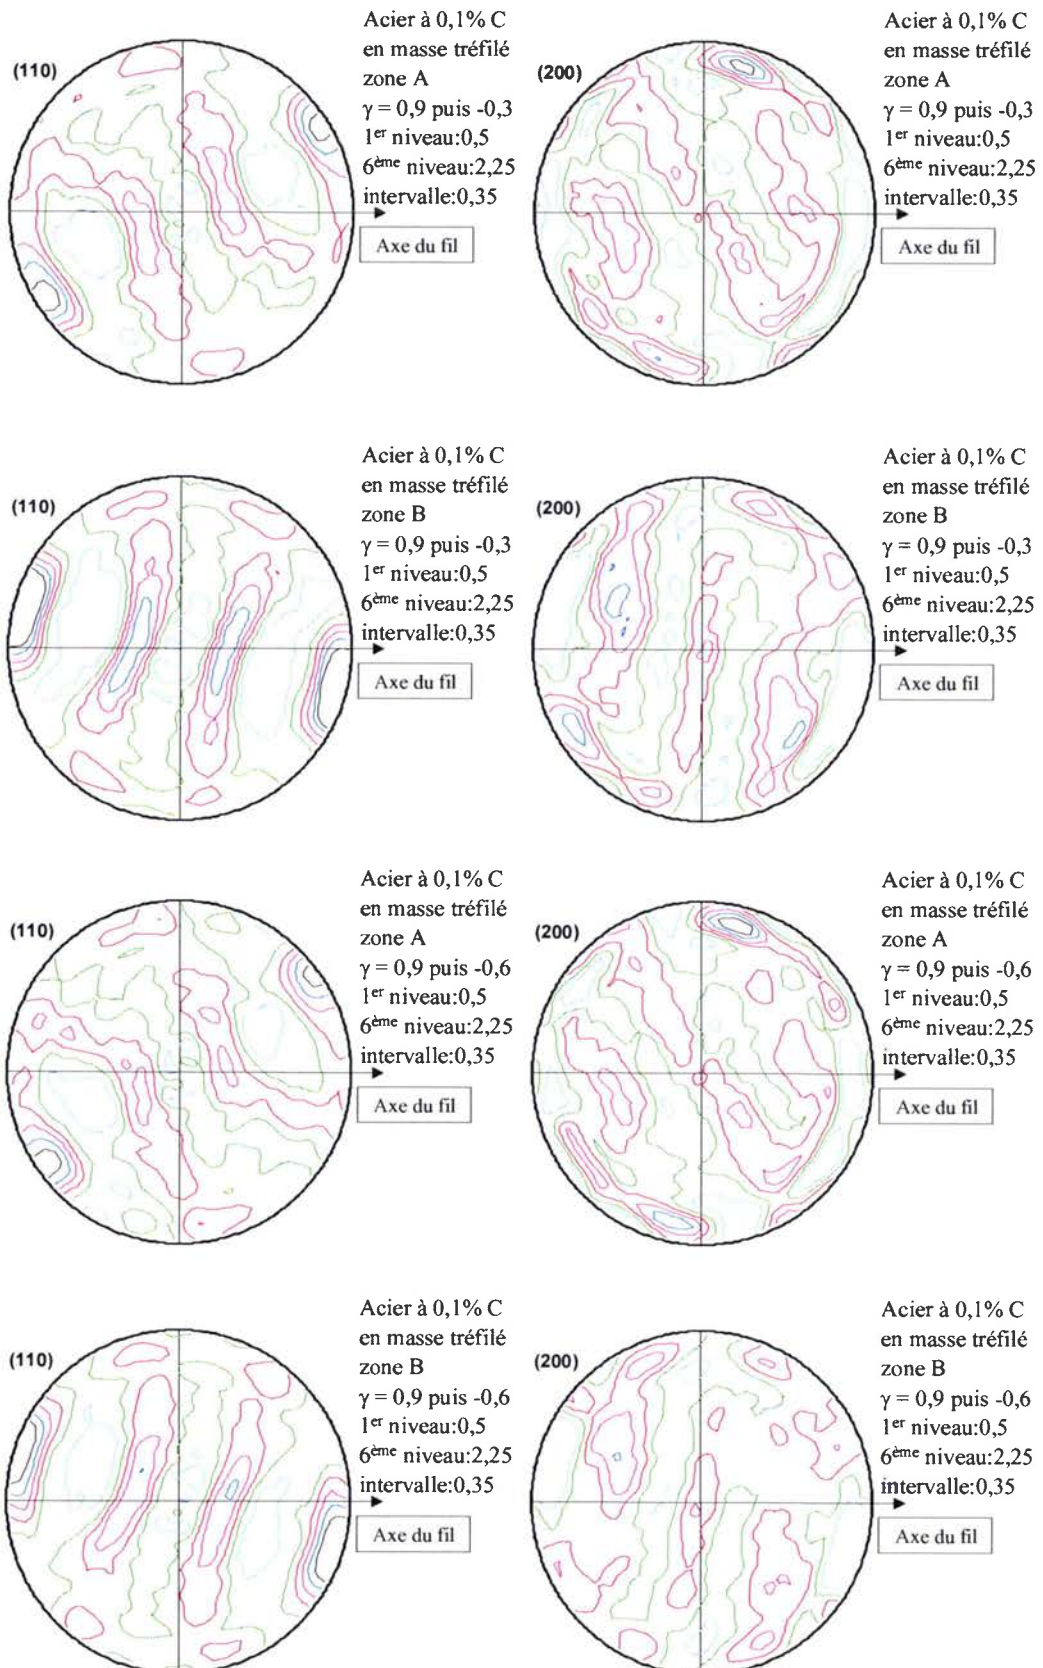 (110)
Acier à 0,1% C
en masse tréfilé
zone A
γ = 0,9 puis -0,3
1er niveau:0,5
6ème niveau:2,25
intervalle:0,35
Axe du fil
(200)
Acier à 0,1% C
en masse tréfilé
zone A
γ = 0,9 puis -0,3
1er niveau:0,5
6ème niveau:2,25
intervalle:0,35
Axe du fil
(110)
Acier à 0,1% C
en masse tréfilé
zone B
γ = 0,9 puis -0,3
1er niveau:0,5
6ème niveau:2,25
intervalle:0,35
Axe du fil
(200)
Acier à 0,1% C
en masse tréfilé
zone B
γ = 0,9 puis -0,3
1er niveau:0,5
6ème niveau:2,25
intervalle:0,35
Axe du fil
(110)
Acier à 0,1% C
en masse tréfilé
zone A
γ = 0,9 puis -0,6
1er niveau:0,5
6ème niveau:2,25
intervalle:0,35
Axe du fil
(200)
Acier à 0,1% C
en masse tréfilé
zone A
γ = 0,9 puis -0,6
1er niveau:0,5
6ème niveau:2,25
intervalle:0,35
Axe du fil
(110)
Acier à 0,1% C
en masse tréfilé
zone B
γ = 0,9 puis -0,6
1er niveau:0,5
6ème niveau:2,25
intervalle:0,35
Axe du fil
(200)
Acier à 0,1% C
en masse tréfilé
zone B
γ = 0,9 puis -0,6
1er niveau:0,5
6ème niveau:2,25
intervalle:0,35
Axe du fil